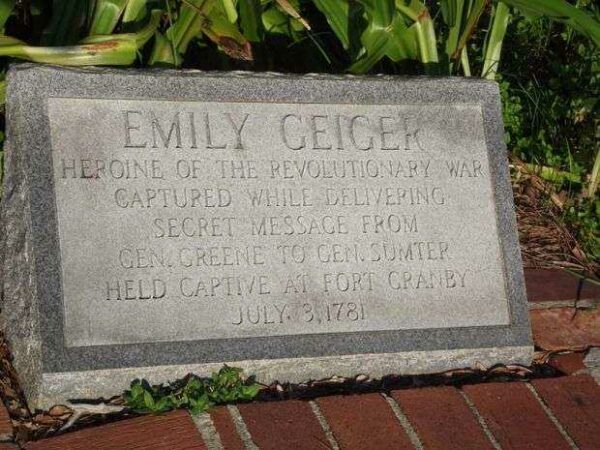 EMILY GEIGER
HEROINE OF THE REVOLUTIONARY WAR
CAPTURED WHILE DELIVERING
SECRET MESSAGE FROM
GEN. GREENE TO GEN. SUMTER
HELD CAPTIVE AT FORT GRANBY
JULY 3, 1781